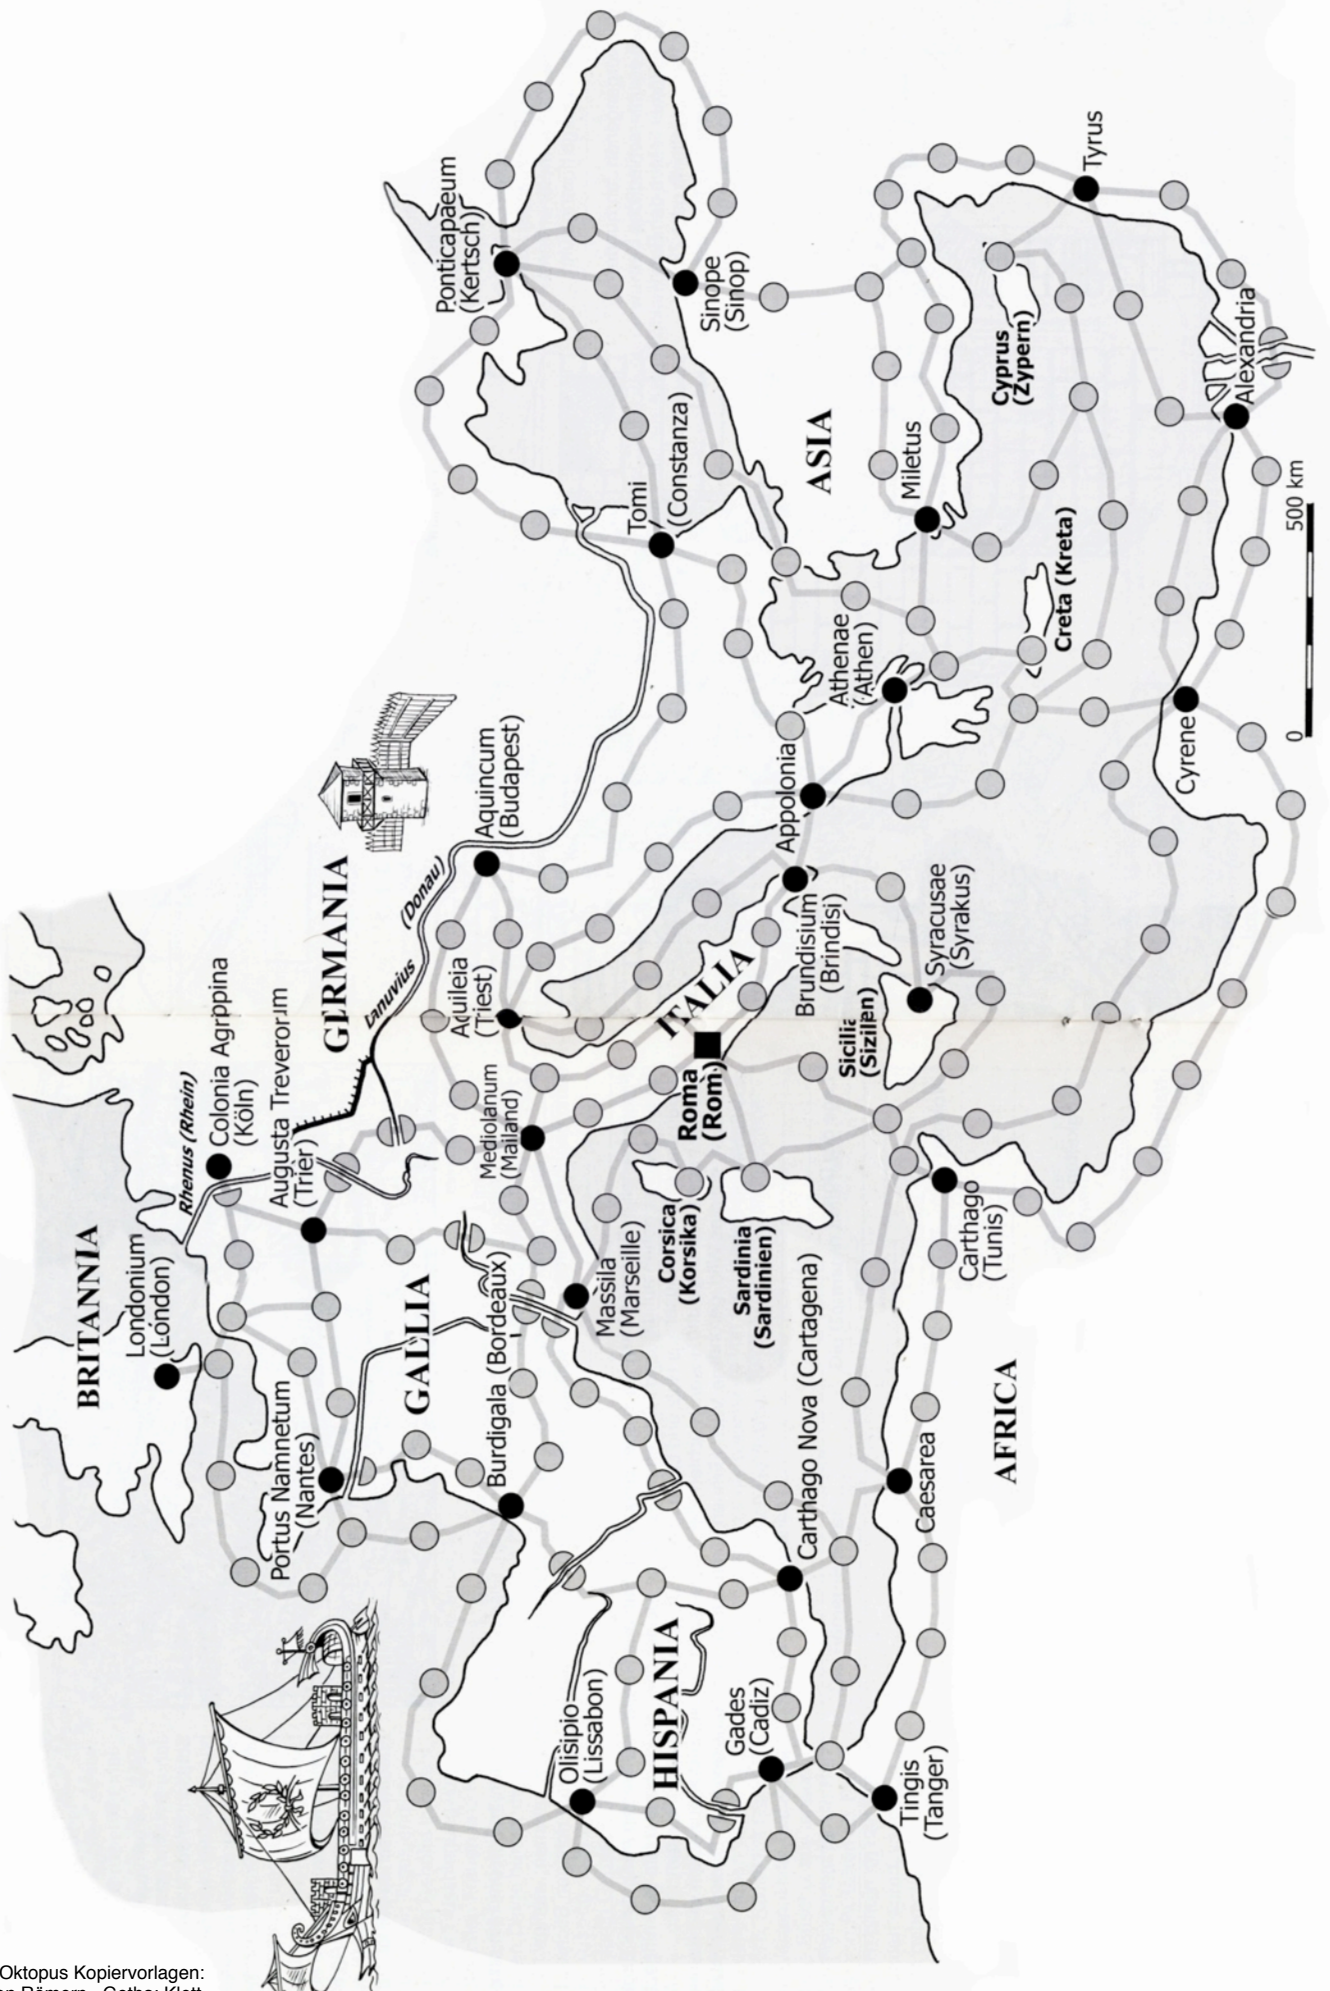 BRITANNIA
Londonium
(London)
Rhenus (Rhein)
Colonia Agrippina
(Köln)
Augusta Treverorum
(Trier)
GERMANIA
Lanuvius
(Donau)
Aquincum
(Budapest)
Ponticapaeum
(Kertsch)
Portus Namnetum
(Nantes)
GALLIA
Burdigala (Bordeaux)
Mediolanum
(Mailand)
Aquileia
(Triest)
Tomi
(Constanza)
Sinope
(Sinop)
Olisipio
(Lissabon)
HISPANIA
Gades
(Cadiz)
Massila
(Marseille)
Corsica
(Korsika)
Sardinia
(Sardinien)
Roma
(Rom)
ITALIA
Brundisium
(Brindisi)
Appolonia
Athenae
(Athen)
ASIA
Miletus
Cyprus
(Zypern)
Tyrus
Tingis
(Tanger)
Carthago Nova (Cartagena)
Caesarea
AFRICA
Carthago
(Tunis)
Sicilia
(Sizilien)
Syracusae
(Syrakus)
Creta (Kreta)
Cyrene
Alexandria
0
500 km
Oktopus Kopiervorlagen: